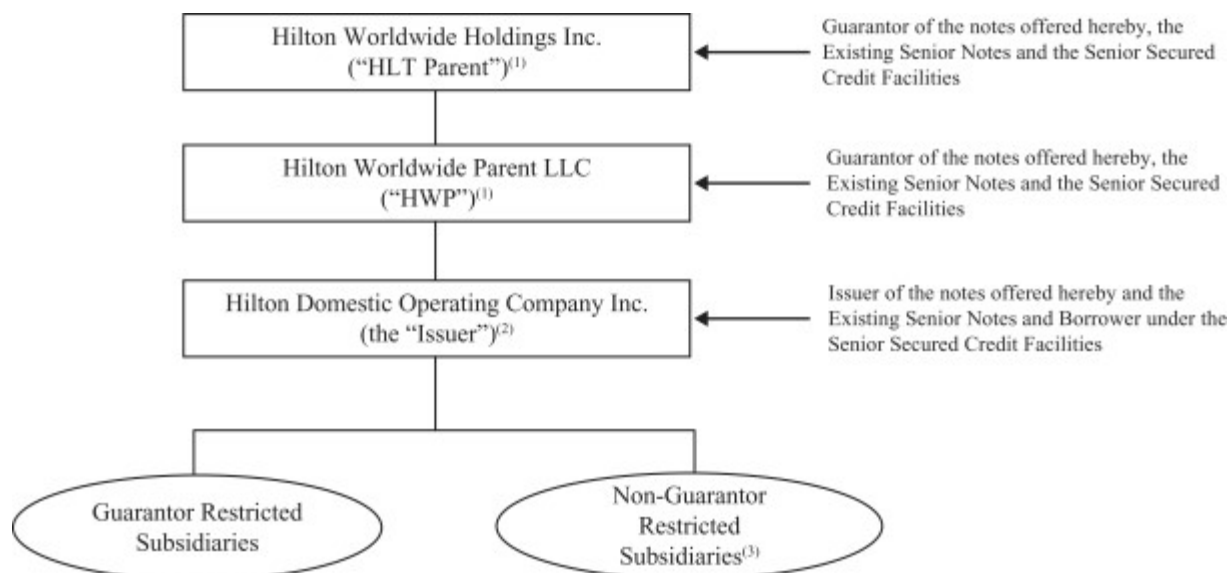 Hilton Worldwide Holdings Inc.
(“HLT Parent”)(1)
Guarantor of the notes offered hereby, the
Existing Senior Notes and the Senior Secured
Credit Facilities
Hilton Worldwide Parent LLC
(“HWP”)(1)
Guarantor of the notes offered hereby, the
Existing Senior Notes and the Senior Secured
Credit Facilities
Hilton Domestic Operating Company Inc.
(the “Issuer”)(2)
Issuer of the notes offered hereby and the
Existing Senior Notes and Borrower under the
Senior Secured Credit Facilities
Guarantor Restricted
Subsidiaries
Non-Guarantor
Restricted
Subsidiaries(3)